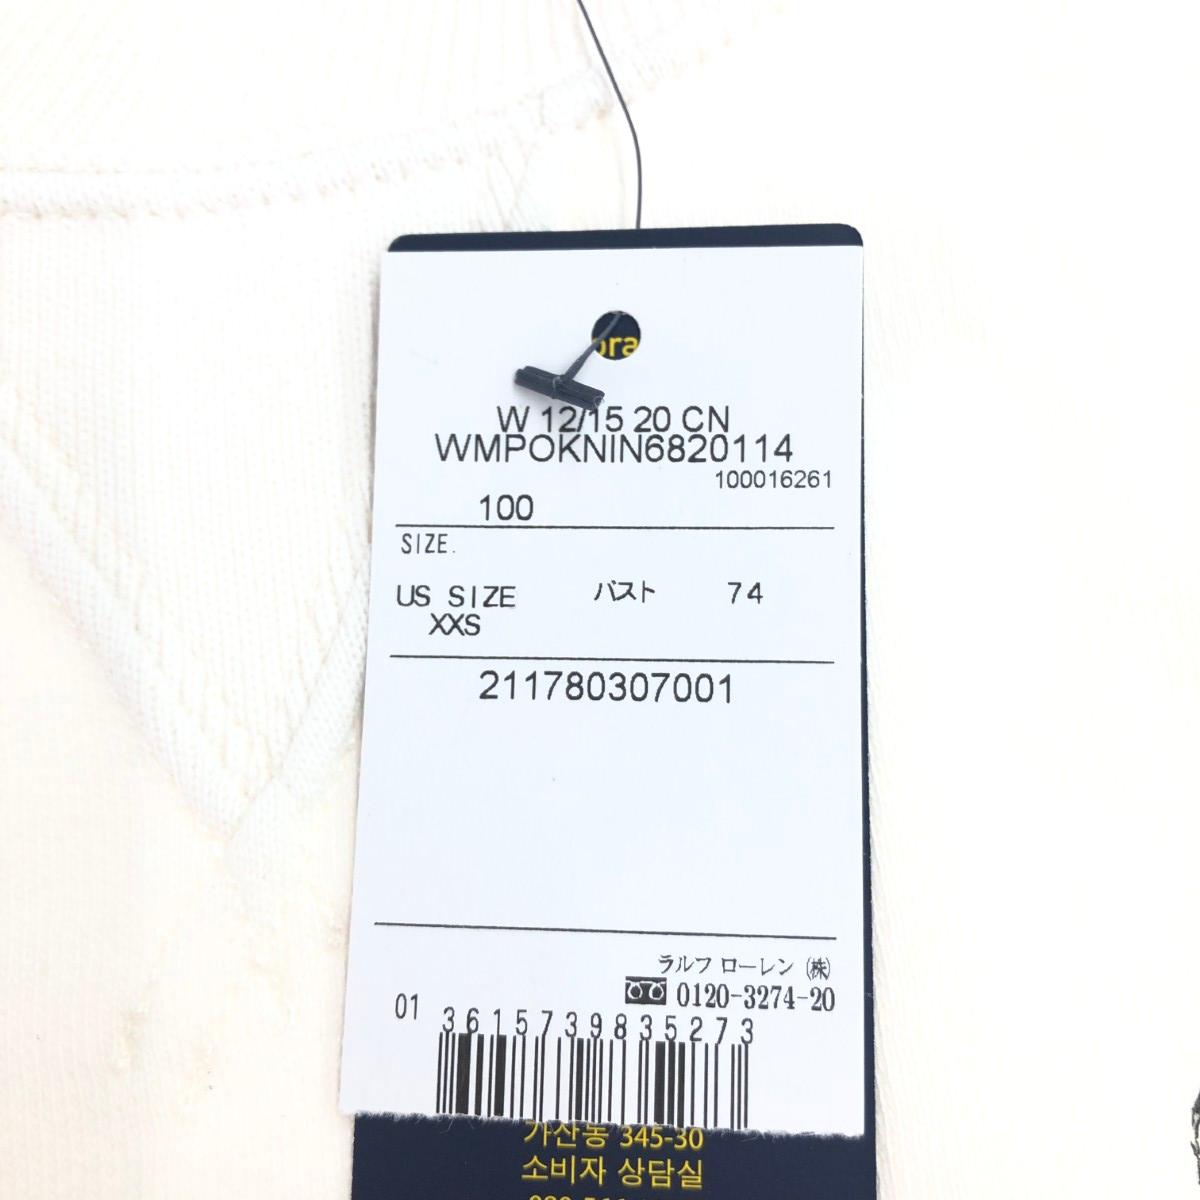 ora
W 12/15 20 CN
WMPOKNIN6820114
100016261
100
SIZE.
US SIZE バスト 74
XXS
211780307001
ラルフ ローレン (株)
0120-3274-20
01 3615739835273
가산동 345-30
소비자 상담실